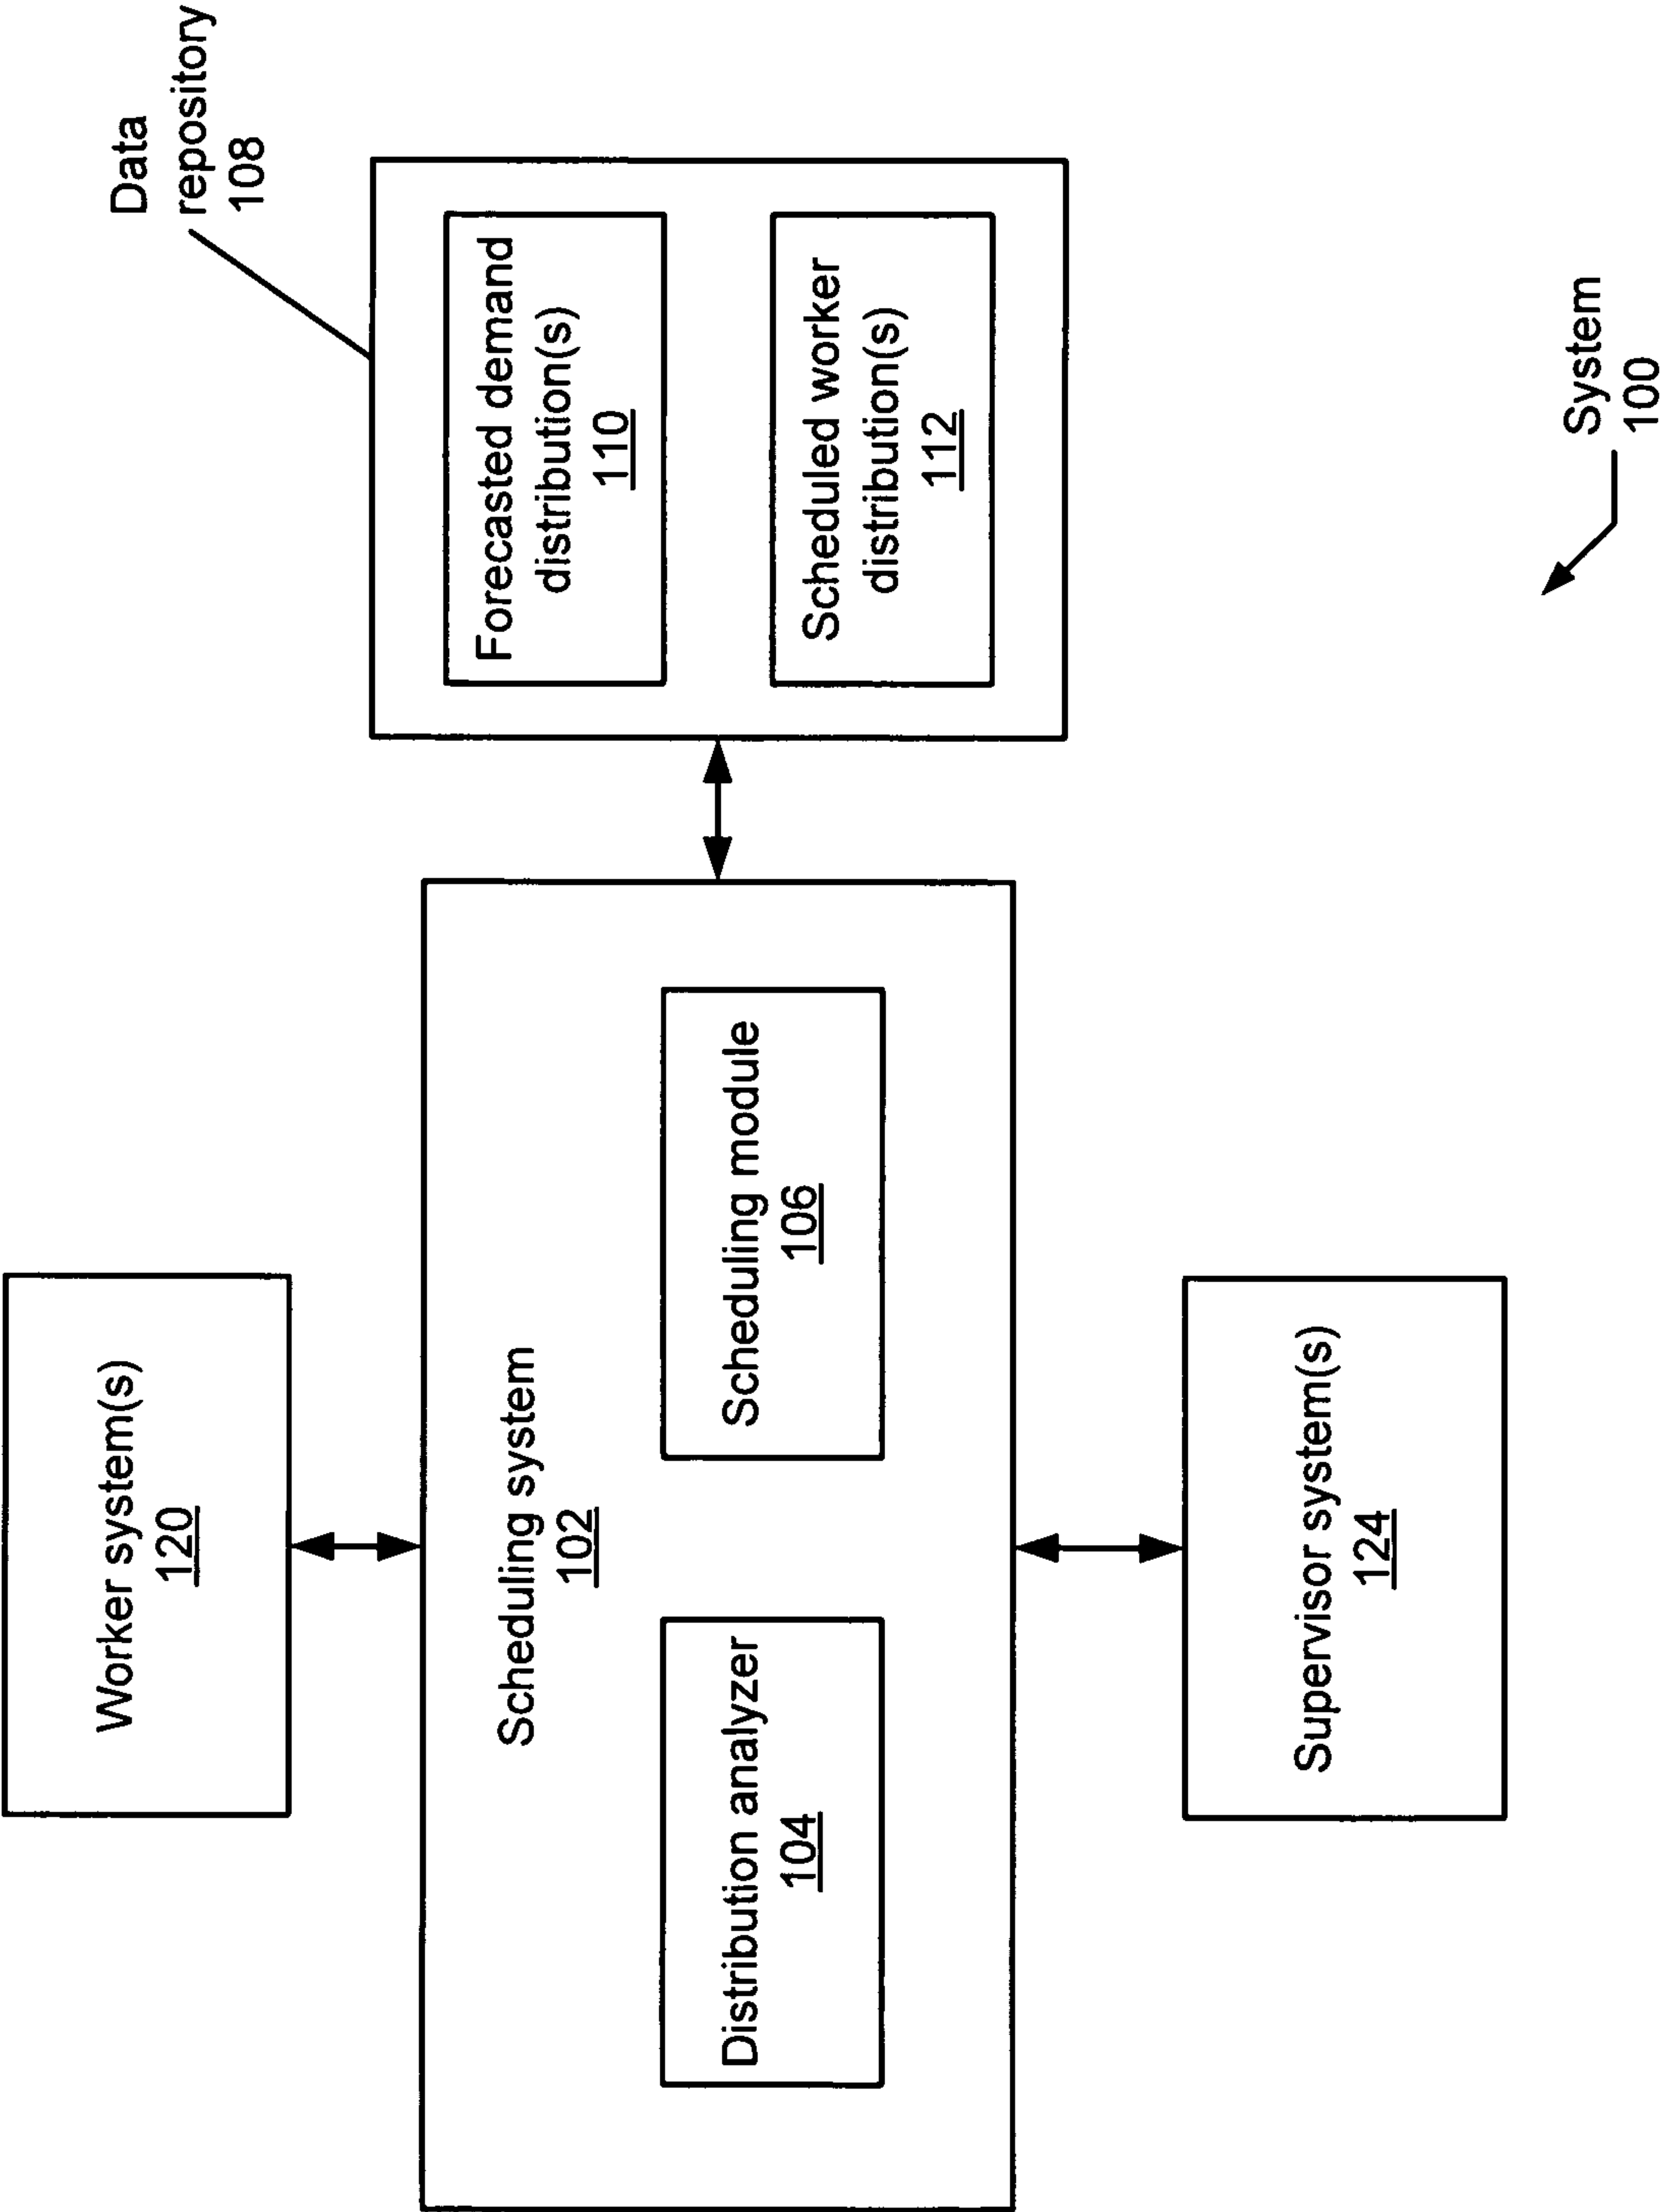 Worker system(s)
120
Data
repository
108
Scheduling system
102
Distribution analyzer
104
Scheduling module
106
Forecasted demand
distribution(s)
110
Scheduled worker
distribution(s)
112
Supervisor system(s)
124
System
100